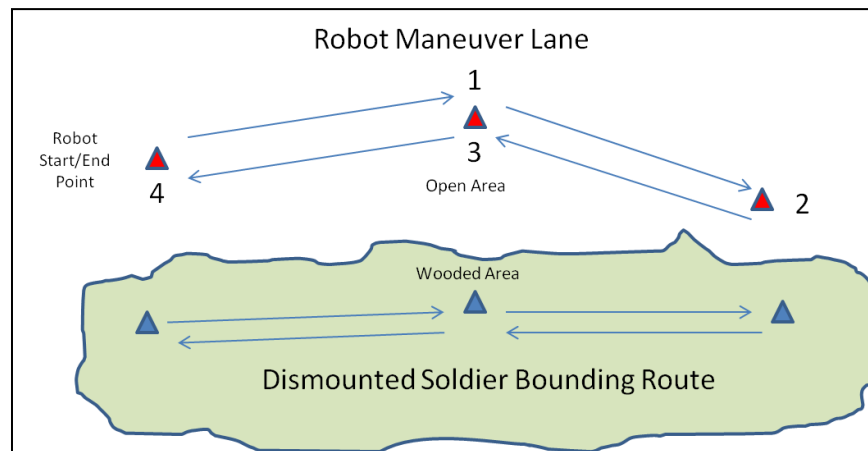 Robot Maneuver Lane
1
Robot
Start/End
Point
3
4
Open Area
2
Wooded Area
Dismounted Soldier Bounding Route